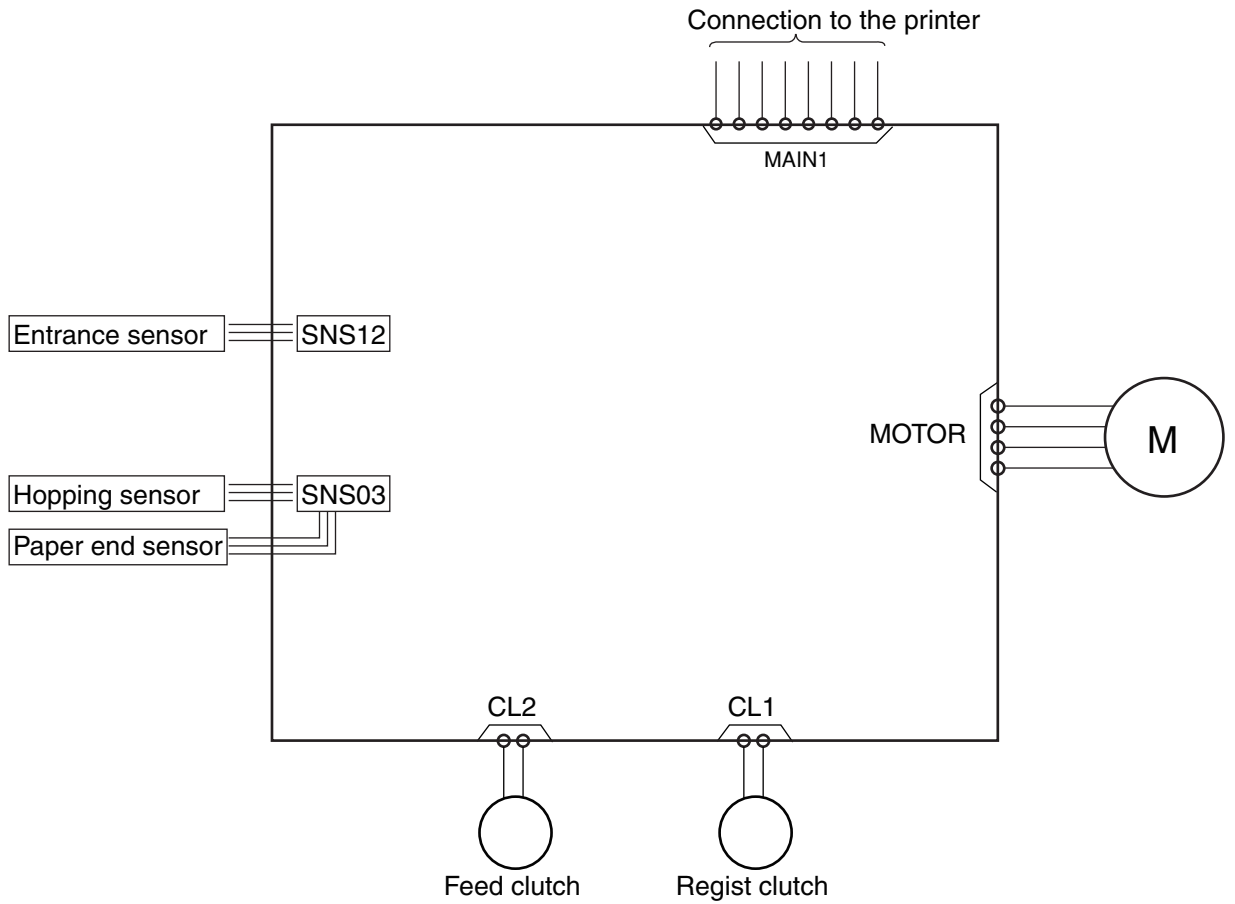 Connection to the printer
MAIN1
Entrance sensor
SNS12
MOTOR
M
Hopping sensor
SNS03
Paper end sensor
CL2
CL1
Feed clutch
Regist clutch